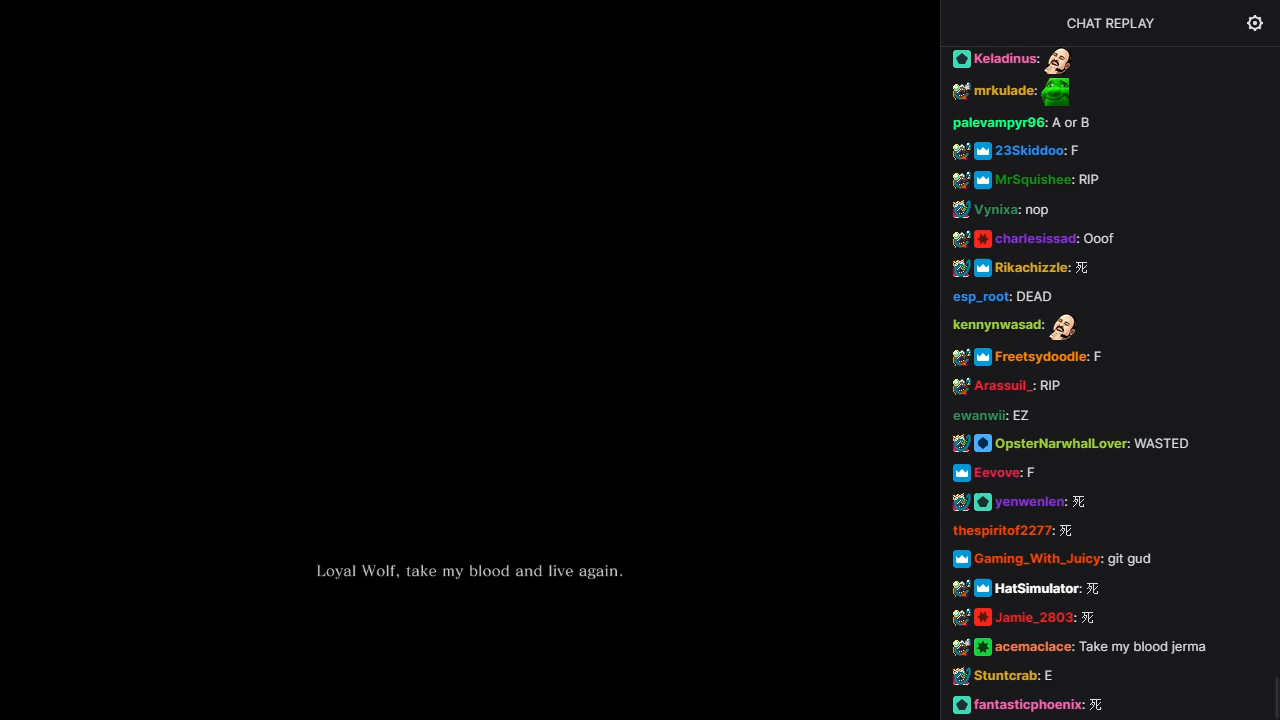 CHAT REPLAY
Keladinus:
mrkulade:
palevampyr96: A or B
23Skiddoo: F
MrSquishee: RIP
Vynixa: nop
charlesissad: Ooof
Rikachizzle: 死
esp_root: DEAD
kennynwasad:
Freetsydoodle: F
Arassuil_: RIP
ewanwii: EZ
OpsterNarwhalLover: WASTED
Eevove: F
yenwenlen: 死
thespiritof2277: 死
Gaming_With_Juicy: git gud
HatSimulator: 死
Jamie_2803: 死
acemaclace: Take my blood jerma
Stuntcrab: E
fantasticphoenix: 死
Loyal Wolf, take my blood and live again.